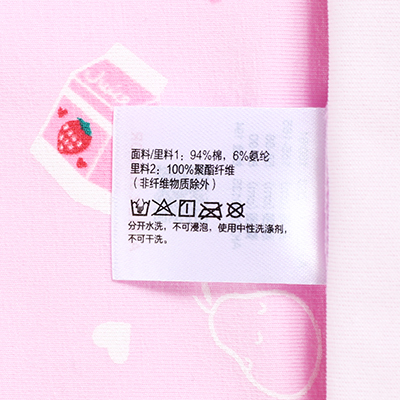 Juice
面料/里料1：94%棉，6%氨纶
里料2：100%聚酯纤维
（非纤维物质除外）
分开水洗，不可浸泡，使用中性洗涤剂，
不可干洗。